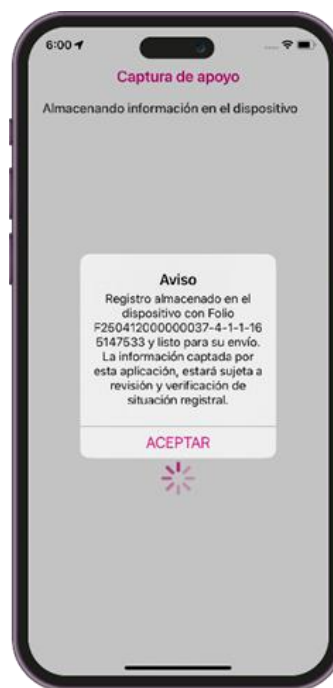 6:00
Captura de apoyo
Almacenando información en el dispositivo
Aviso
Registro almacenado en el
dispositivo con Folio
F250412000000037-4-1-1-16
5147533 y listo para su envío.
La información captada por
esta aplicación, estará sujeta a
revisión y verificación de
situación registral.
ACEPTAR